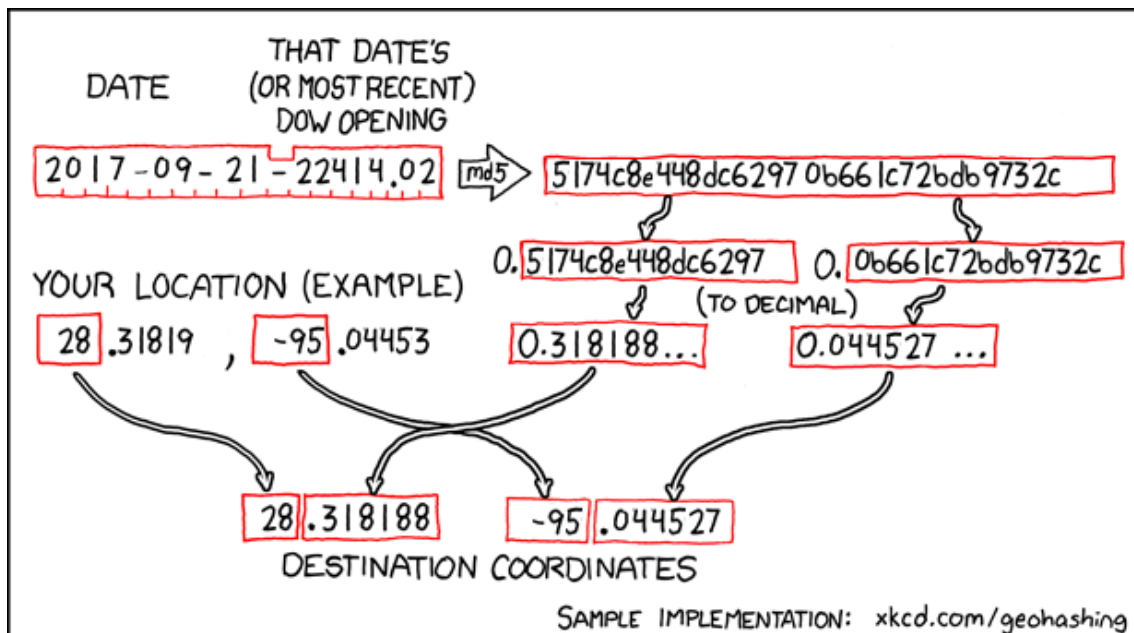 DATE
THAT DATE'S
(OR MOST RECENT)
DOW OPENING
2017-09-21-22414.02
md5
5174c8e448dc6297 0b661c72bdb9732c
0. 5174c8e448dc6297
0. 0b661c72bdb9732c
(TO DECIMAL)
YOUR LOCATION (EXAMPLE)
28 .31819 , -95 .04453
0.318188...
0.044527 ...
28 .318188
-95 .044527
DESTINATION COORDINATES
SAMPLE IMPLEMENTATION: xkcd.com/geohashing